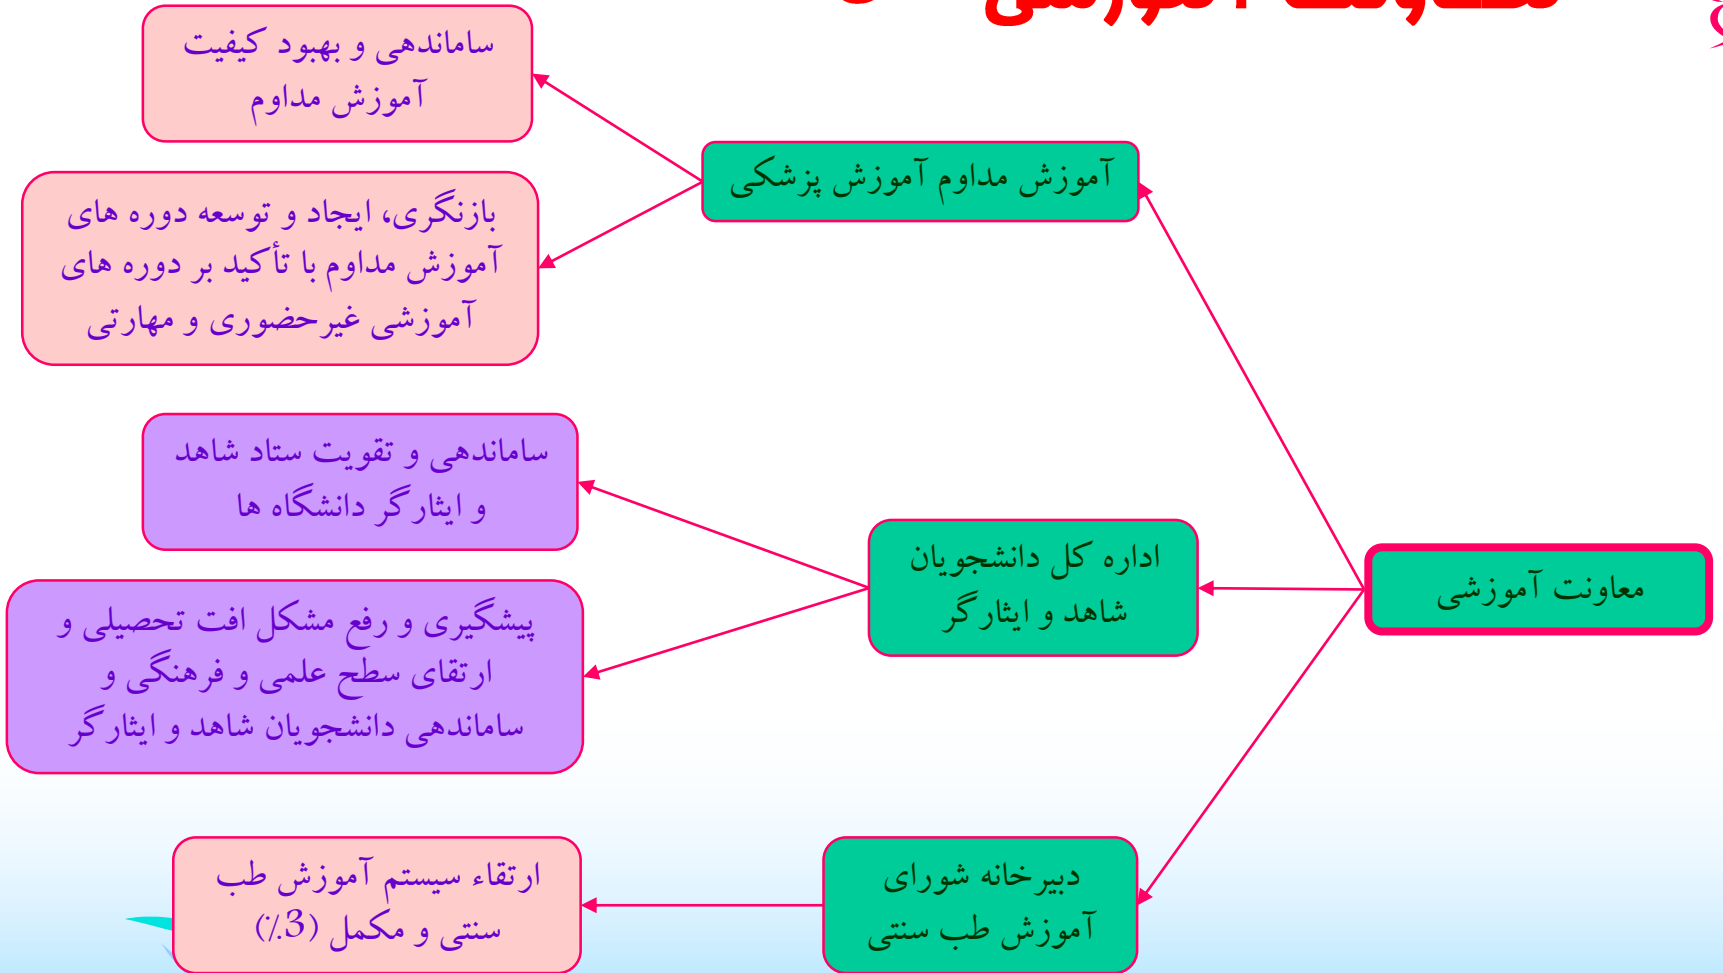 معاونت آموزشی
ساماندهی و بهبود کیفیت
آموزش مداوم
آموزش مداوم آموزش پزشکی
بازنگری، ایجاد و توسعه دوره های
آموزش مداوم با تأکید بر دوره های
آموزشی غیرحضوری و مهارتی
ساماندهی و تقویت ستاد شاهد
و ایثارگر دانشگاه ها
اداره کل دانشجویان
شاهد و ایثارگر
معاونت آموزشی
پیشگیری و رفع مشکل افت تحصیلی و
ارتقای سطح علمی و فرهنگی و
ساماندهی دانشجویان شاهد و ایثارگر
دبیرخانه شورای
آموزش طب سنتی
ارتقاء سیستم آموزش طب
سنتی و مکمل (3٪)